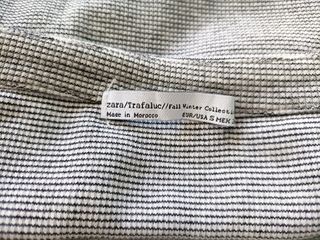 zara/Trafaluc//Fall Winter Collecti
Made in Morocco EUR/USA S MEX